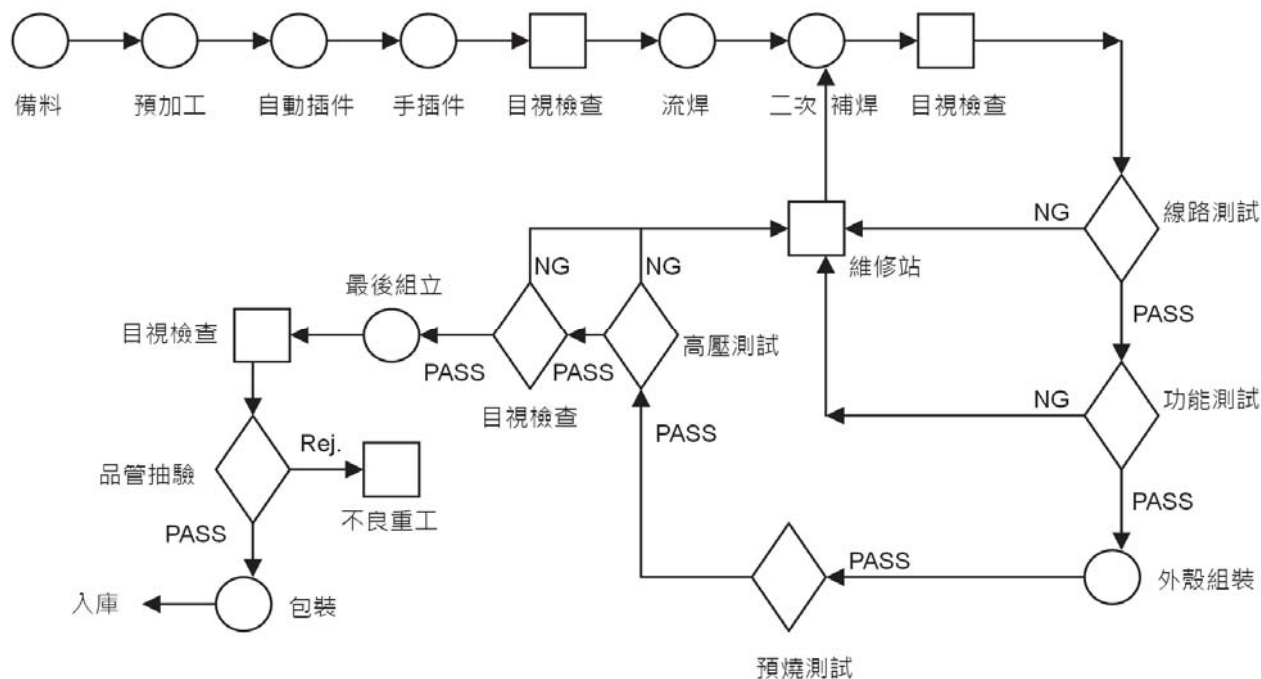 備料
預加工
自動插件
手插件
目視檢查
流焊
二次 補焊
目視檢查
NG
線路測試
維修站
PASS
NG
NG
最後組立
目視檢查
高壓測試
PASS
PASS
目視檢查
PASS
NG
功能測試
PASS
Rej.
品管抽驗
不良重工
PASS
PASS
外殼組裝
入庫
包裝
預燒測試